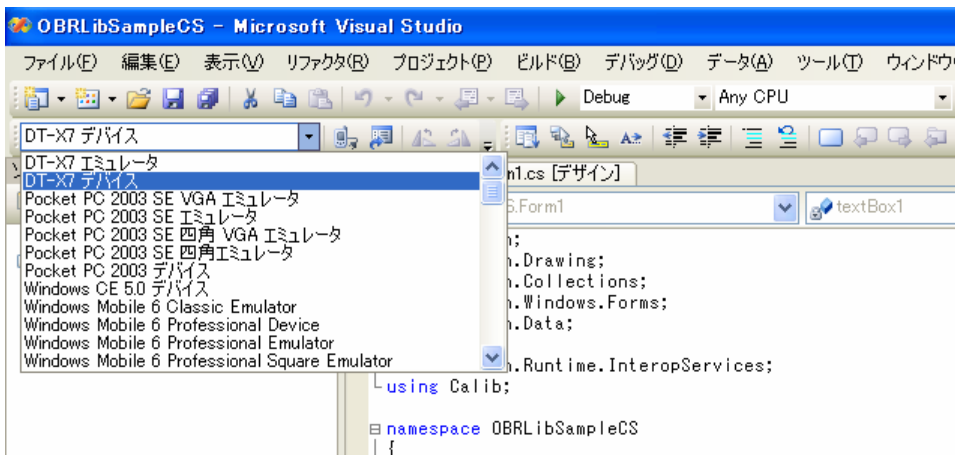 OBRLibSampleCS - Microsoft Visual Studio
ファイル(F) 編集(E) 表示(V) リファクタ(R) プロジェクト(P) ビルド(B) デバッグ(D) データ(A) ツール(T) ウィンドウ
Debug Any CPU
DT-X7 デバイス
DT-X7 エミュレータ
DT-X7 デバイス
Pocket PC 2003 SE VGA エミュレータ
Pocket PC 2003 SE エミュレータ
Pocket PC 2003 SE 四角 VGA エミュレータ
Pocket PC 2003 SE 四角エミュレータ
Pocket PC 2003 デバイス
Windows CE 5.0 デバイス
Windows Mobile 6 Classic Emulator
Windows Mobile 6 Professional Device
Windows Mobile 6 Professional Emulator
Windows Mobile 6 Professional Square Emulator
m1.cs [デザイン]
S.Form1 textBox1
m;
m.Drawing;
m.Collections;
m.Windows.Forms;
m.Data;
m.Runtime.InteropServices;
using Calib;
namespace OBRLibSampleCS
{